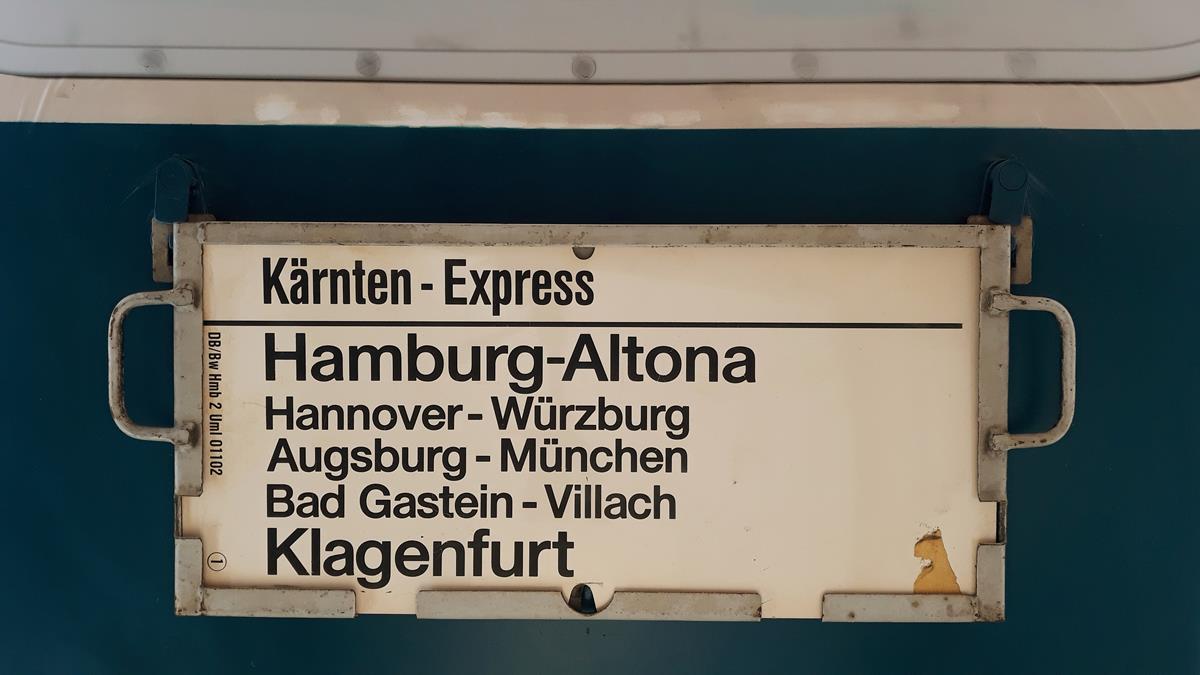 Kärnten - Express
Hamburg-Altona
Hannover - Würzburg
Augsburg - München
Bad Gastein - Villach
Klagenfurt
DB/Bw Hmb 2 Uml 01102
1